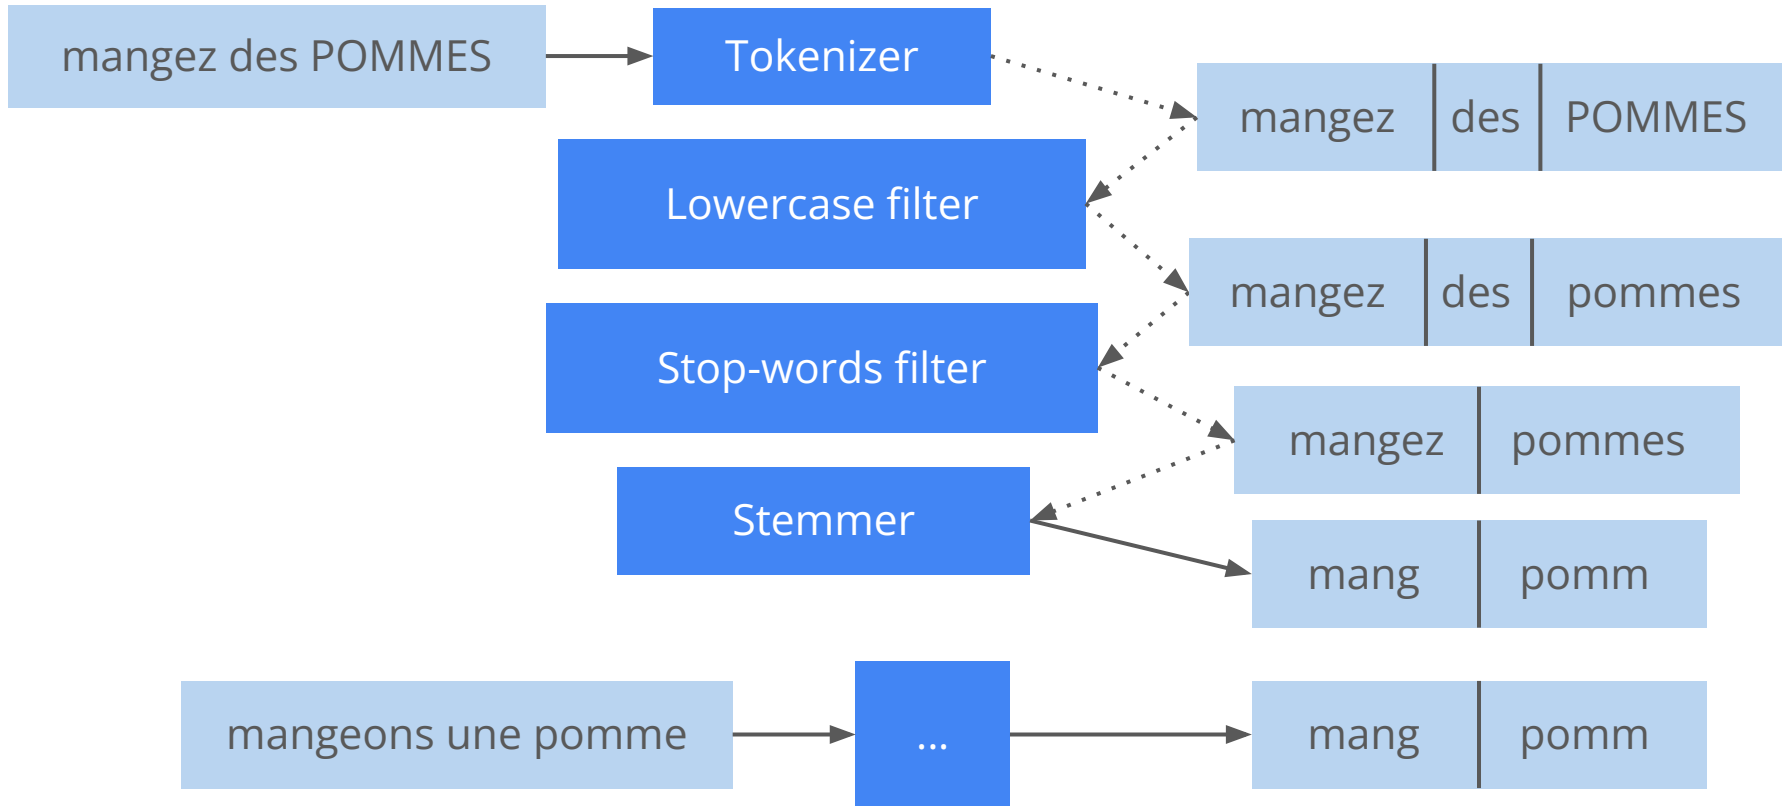 mangez des POMMES
Tokenizer
mangez des POMMES
Lowercase filter
mangez des pommes
Stop-words filter
mangez pommes
Stemmer
mang pomm
mangeons une pomme
...
mang pomm